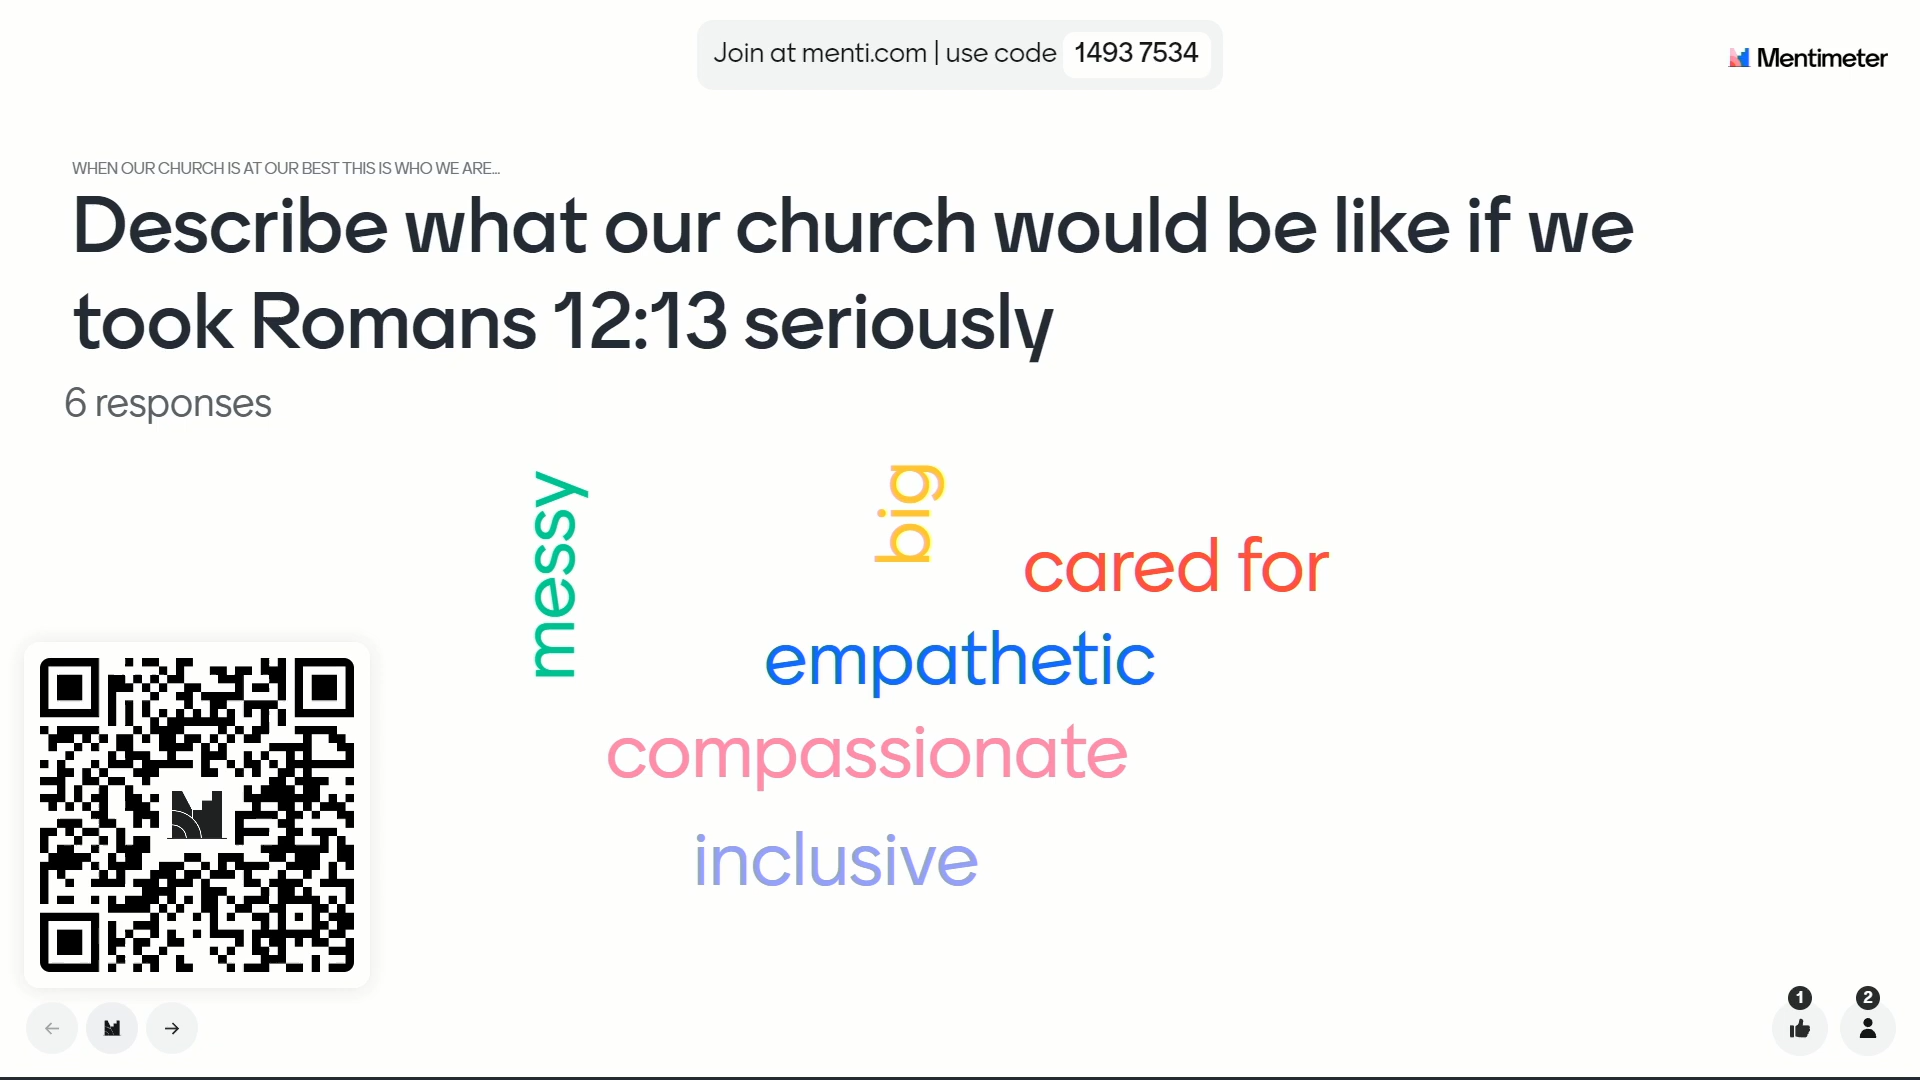 Join at menti.com | use code 1493 7534
Mentimeter
WHEN OUR CHURCH IS AT OUR BEST THIS IS WHO WE ARE...
Describe what our church would be like if we
took Romans 12:13 seriously
6 responses
messy
big
cared for
empathetic
compassionate
inclusive
1
2